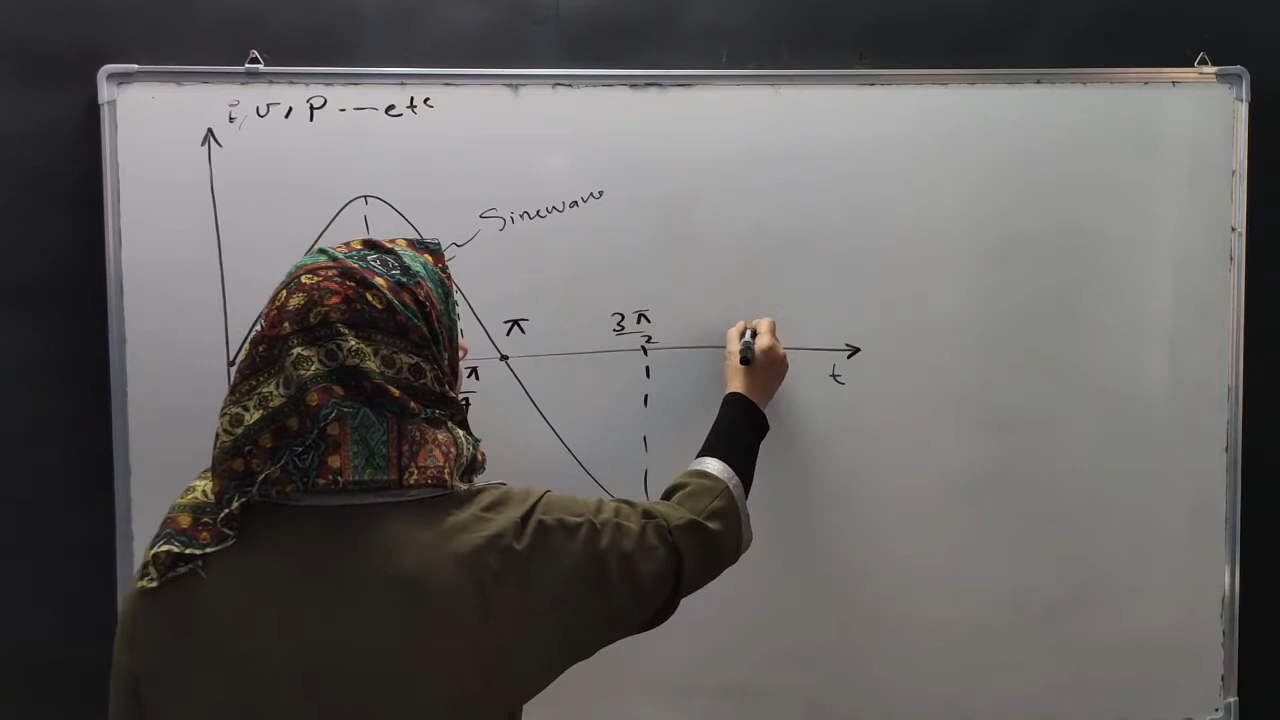 i, v, P ---etc
Sinewave
π
3π
2
π
t